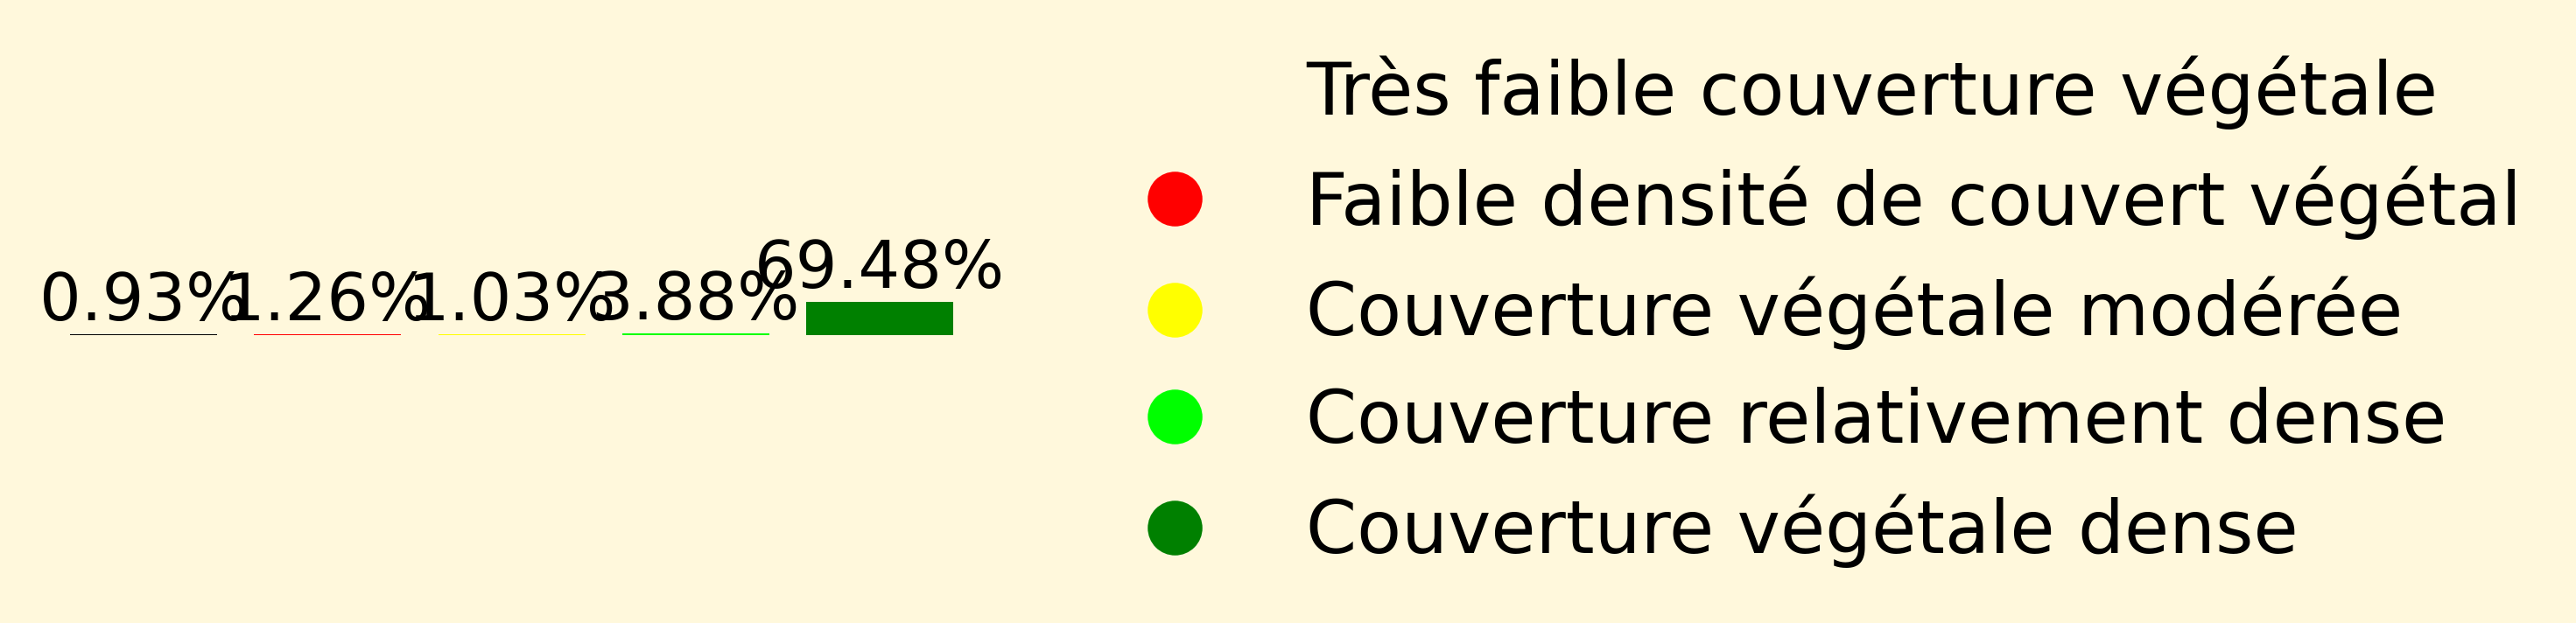 0.93% 1.26% 1.03% 3.88% 69.48%
Très faible couverture végétale
Faible densité de couvert végétal
Couverture végétale modérée
Couverture relativement dense
Couverture végétale dense